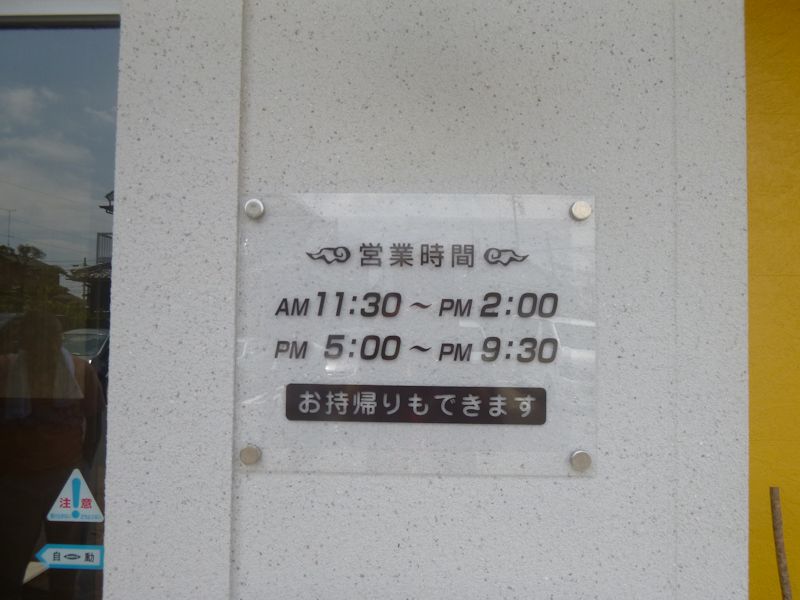 営業時間
AM 11:30 ~ PM 2:00
PM 5:00 ~ PM 9:30
お持帰りもできます
注意
自動